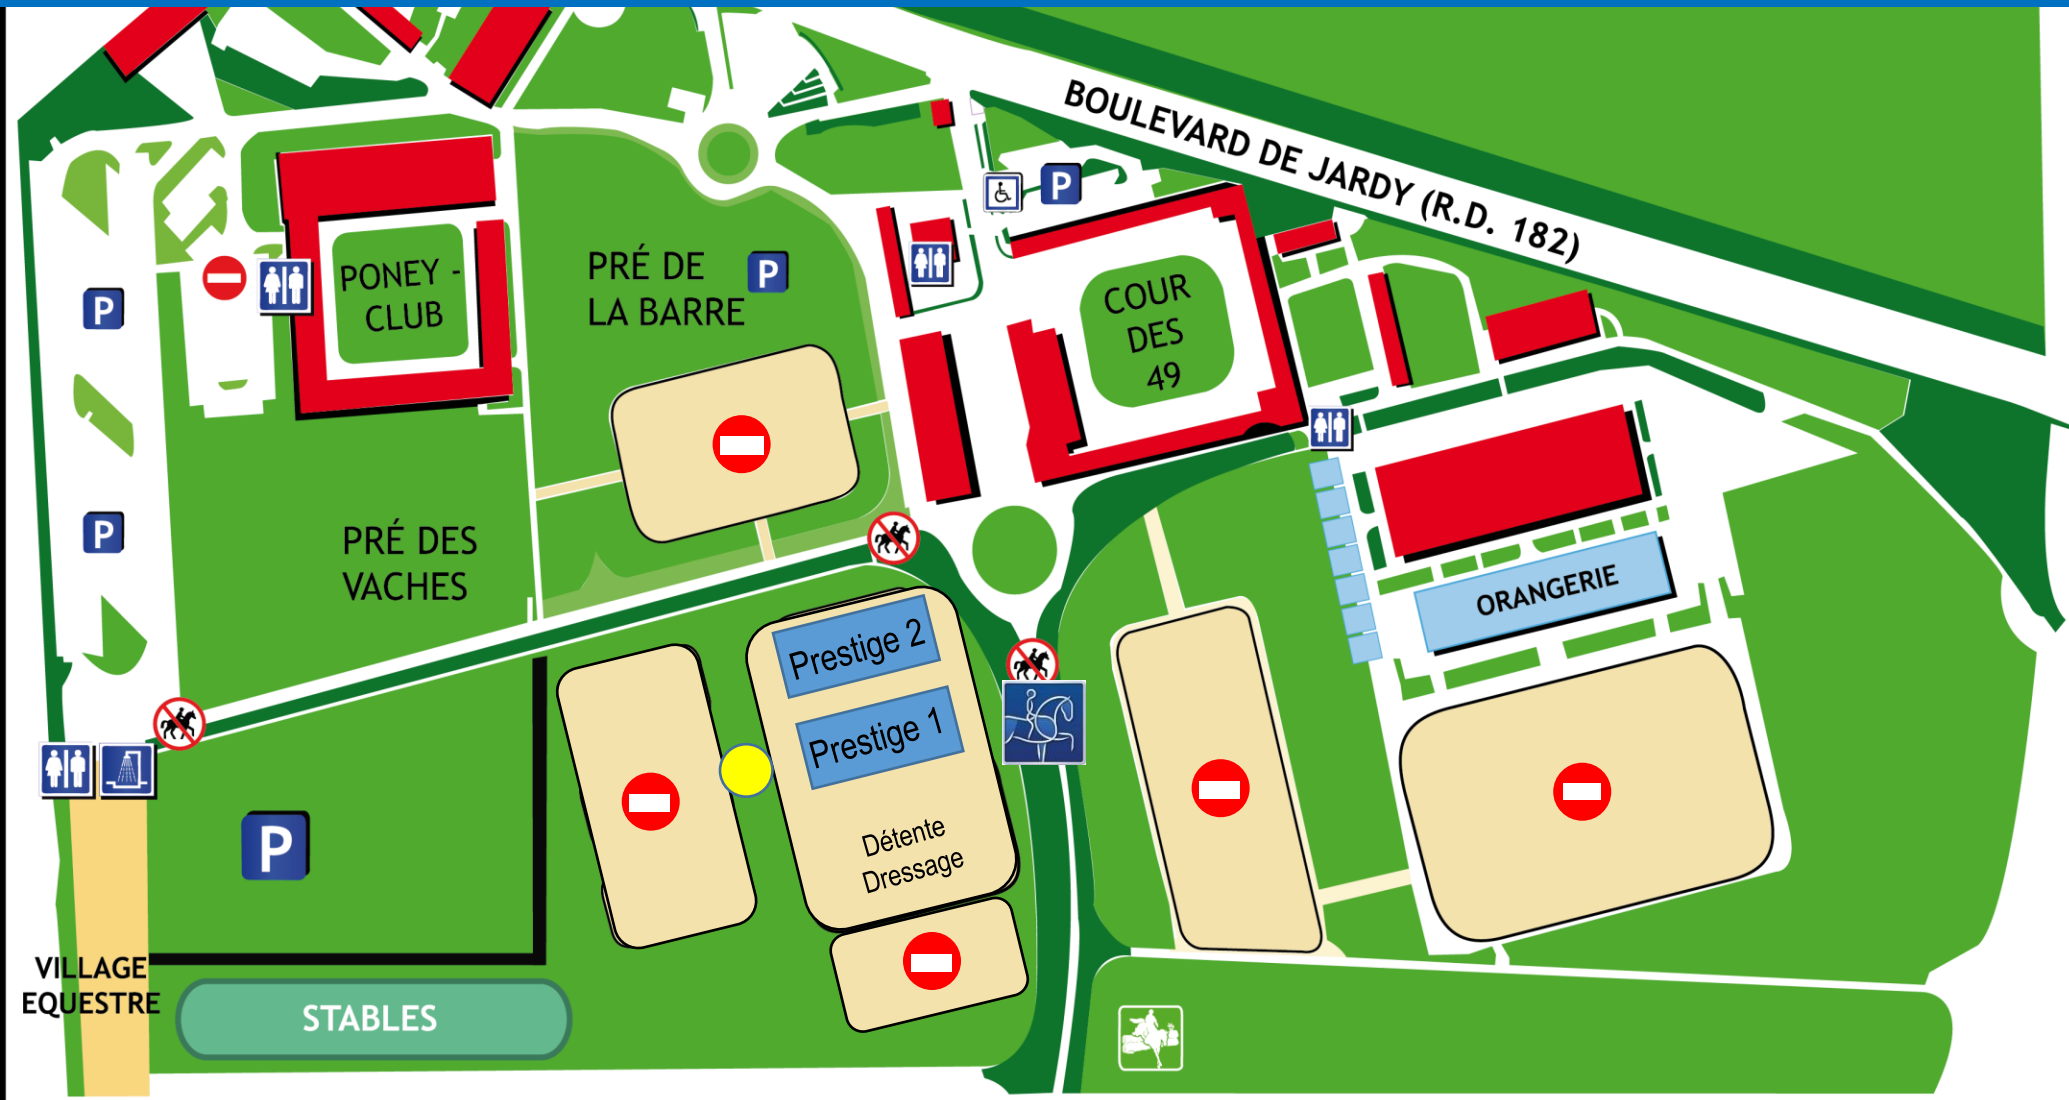 BOULEVARD DE JARDY (R.D. 182)
P
PONEY -
CLUB
PRÉ DE
LA BARRE
P
COUR
DES
49
P
P
PRÉ DES
VACHES
ORANGERIE
Prestige 2
Prestige 1
Détente
Dressage
P
VILLAGE
EQUESTRE
STABLES